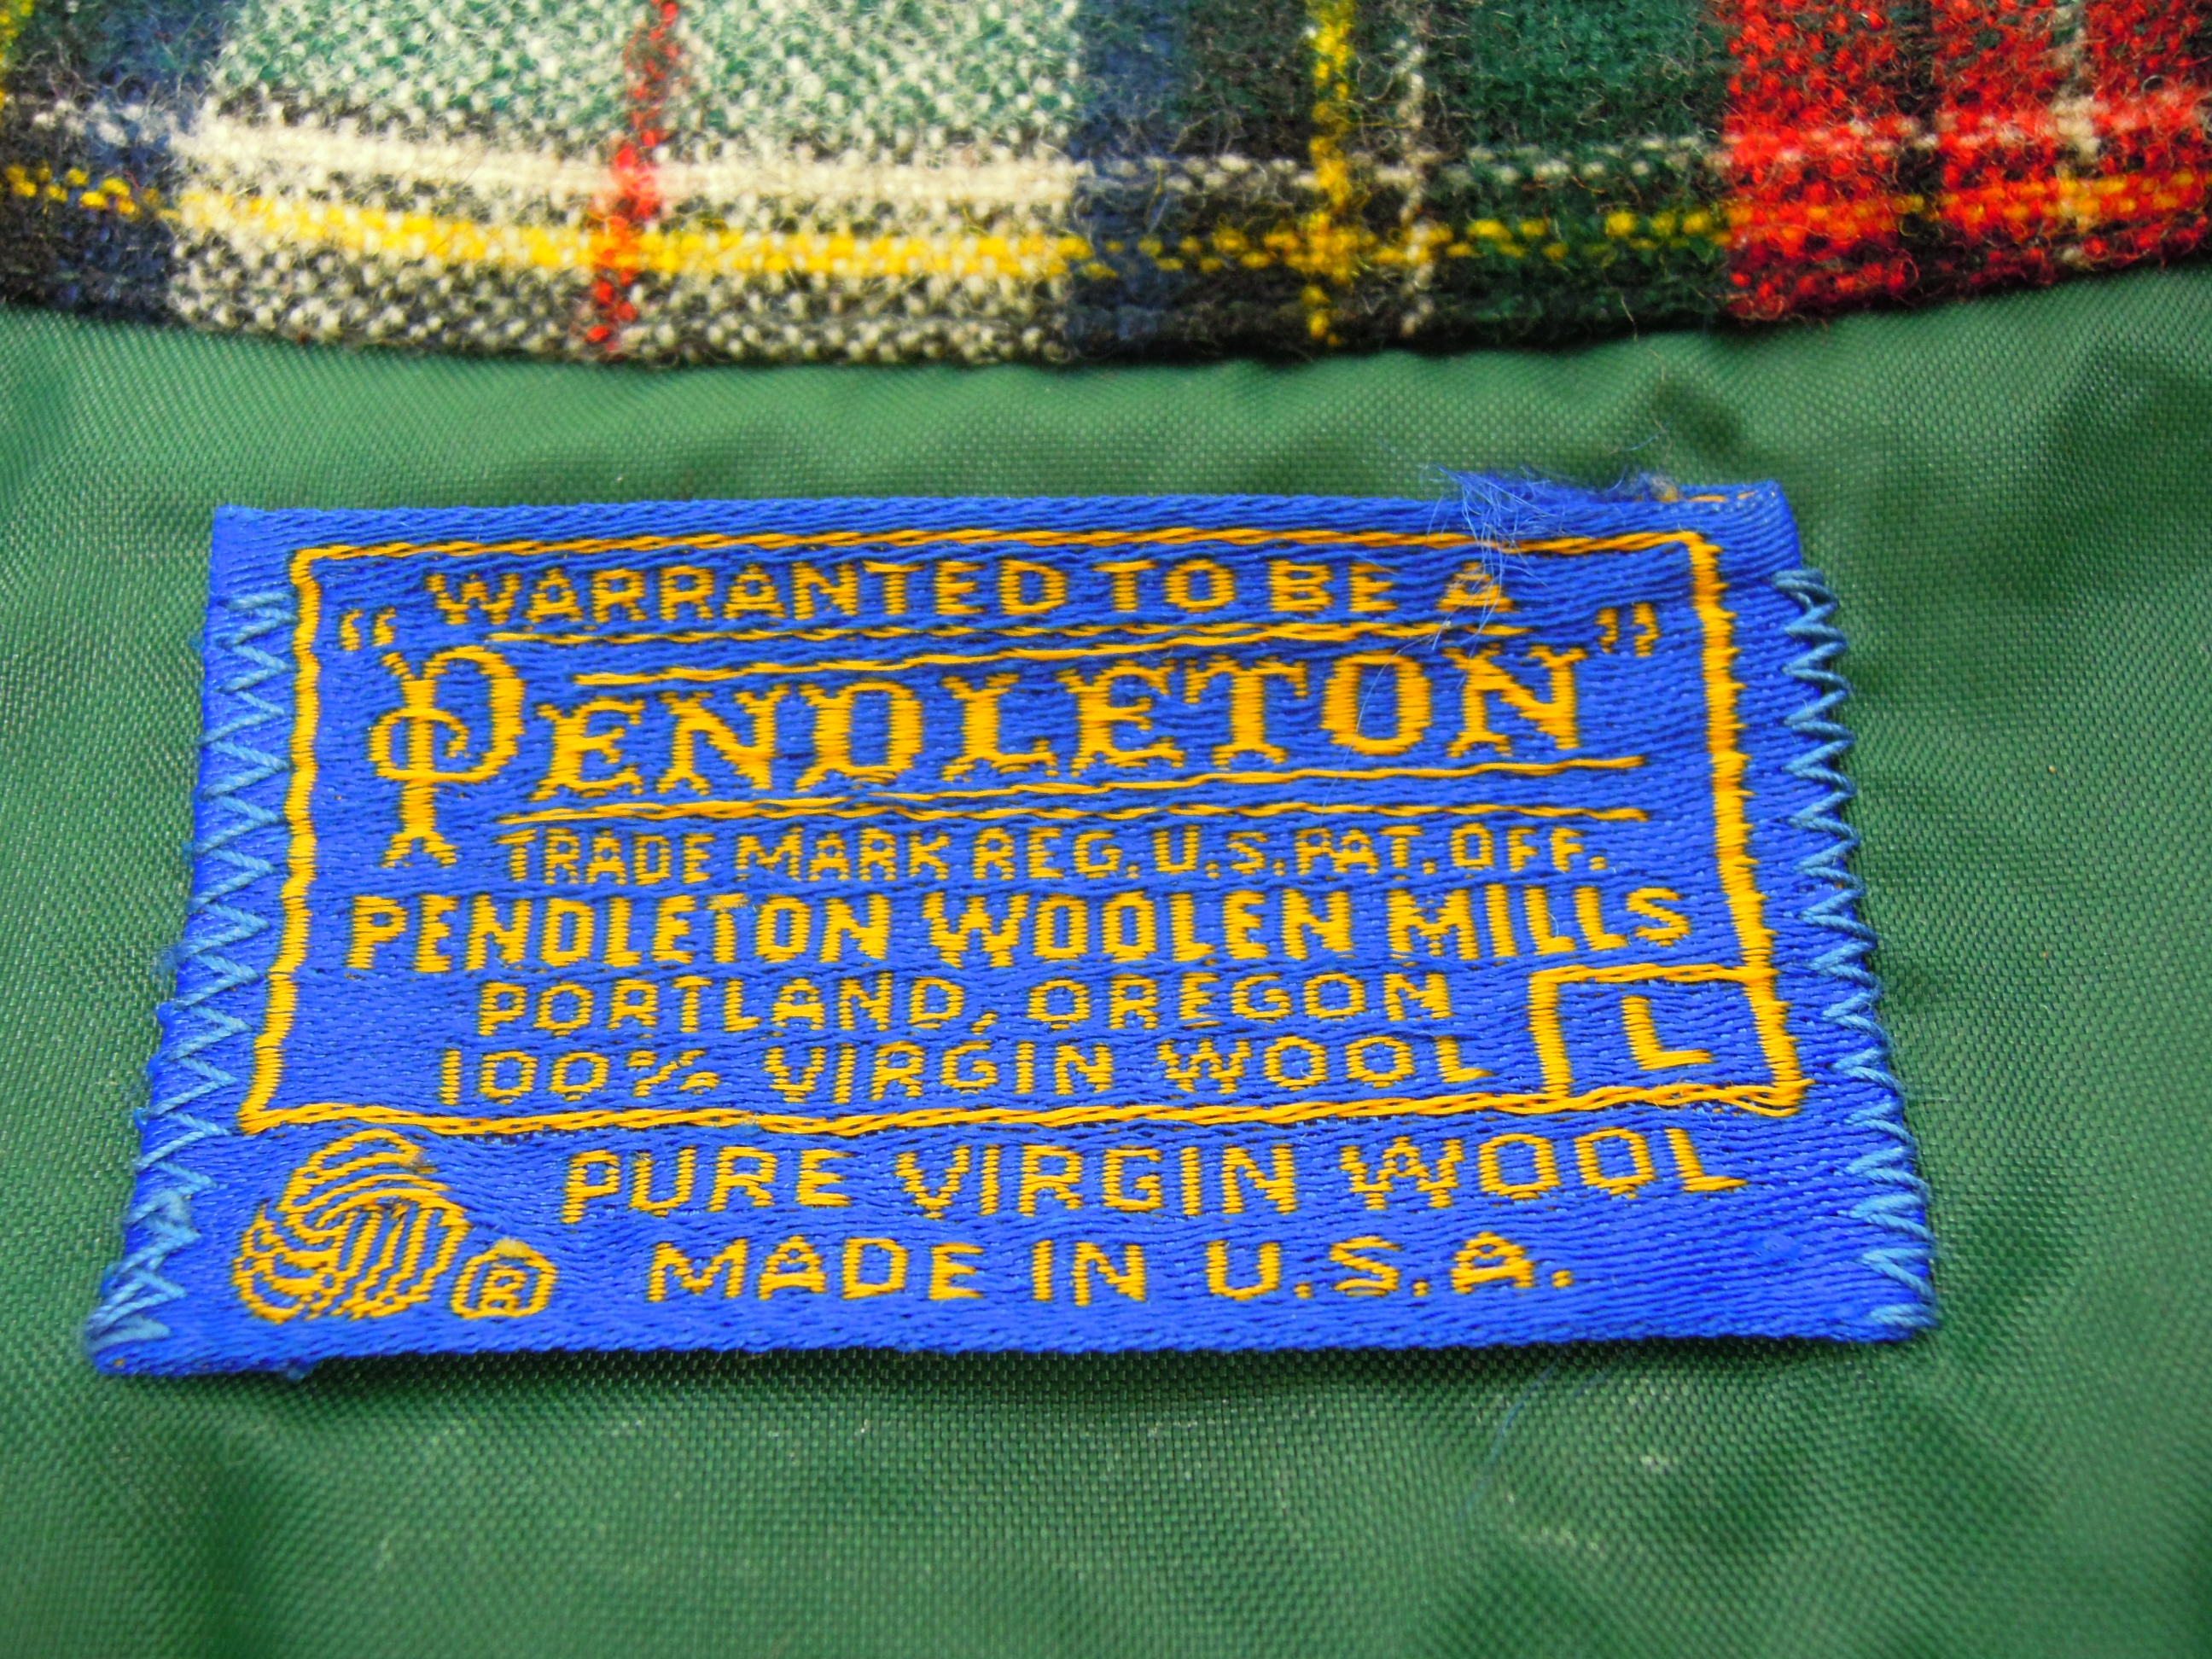 "WARRANTED TO BE A
PENDLETON"
TRADE MARK REG. U.S. PAT. OFF.
PENDLETON WOOLEN MILLS
PORTLAND, OREGON
100% VIRGIN WOOL L
® PURE VIRGIN WOOL
MADE IN U.S.A.